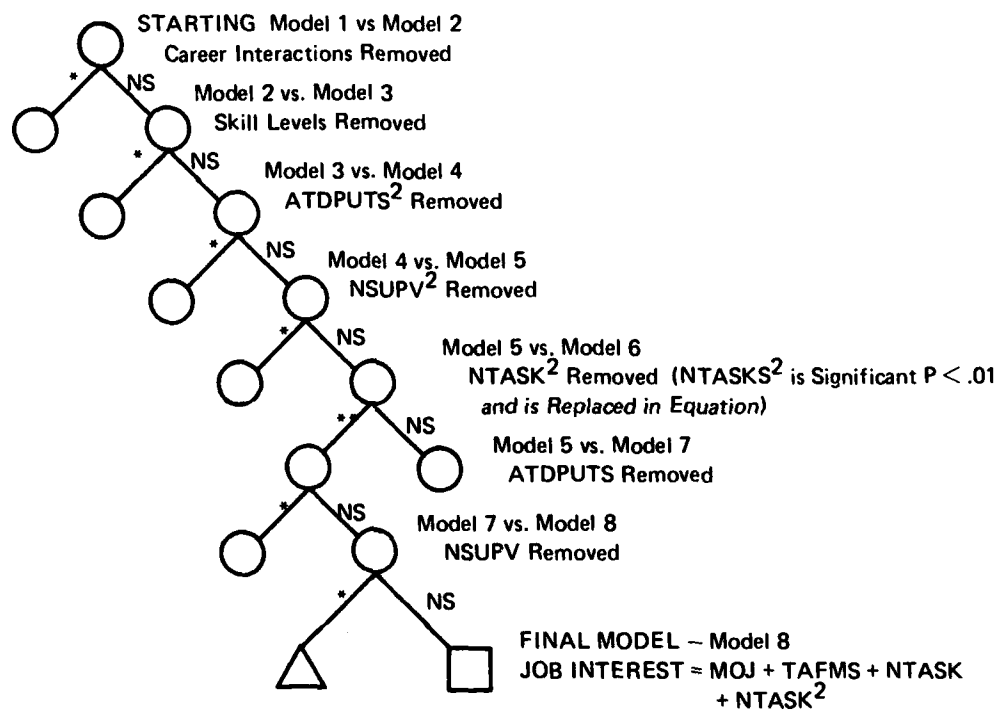 STARTING Model 1 vs Model 2
Career Interactions Removed
* NS
Model 2 vs. Model 3
Skill Levels Removed
* NS
Model 3 vs. Model 4
ATDPUTS² Removed
* NS
Model 4 vs. Model 5
NSUPV² Removed
* NS
Model 5 vs. Model 6
NTASK² Removed (NTASKS² is Significant P < .01
and is Replaced in Equation)
** NS
Model 5 vs. Model 7
ATDPUTS Removed
* NS
Model 7 vs. Model 8
NSUPV Removed
* NS
FINAL MODEL – Model 8
JOB INTEREST = MOJ + TAFMS + NTASK
+ NTASK²